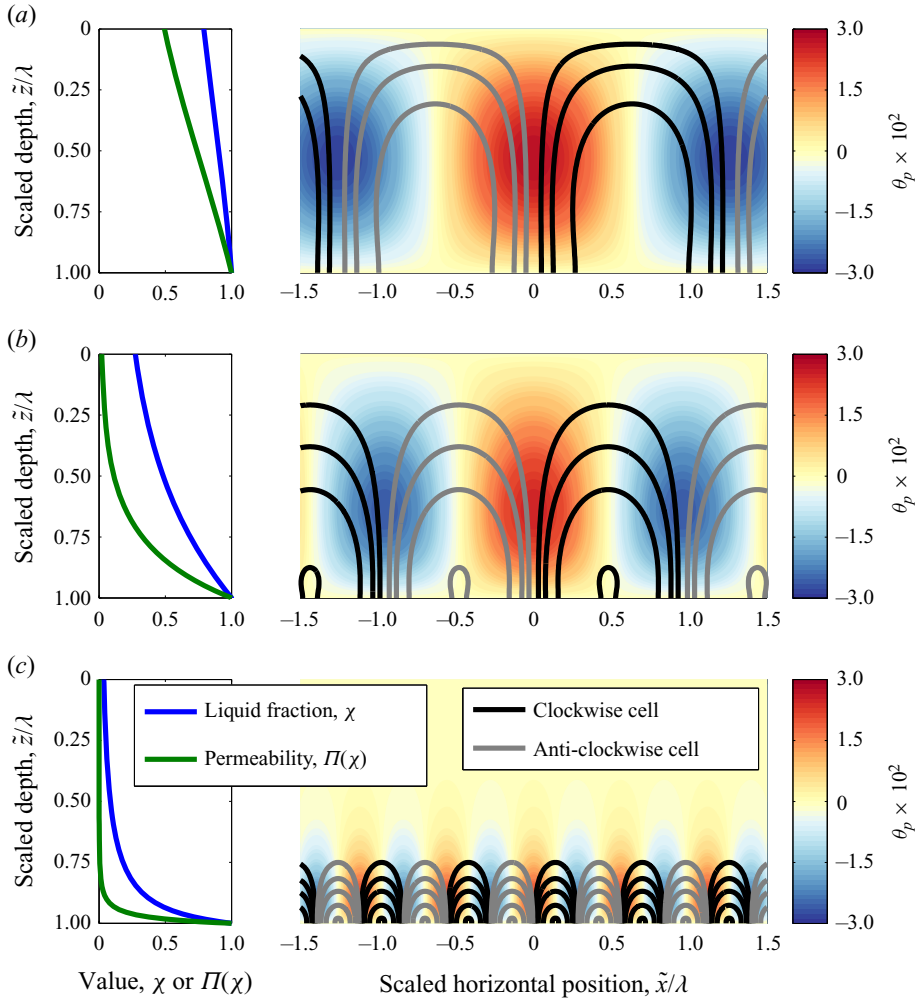 (a)
Scaled depth, z̃/λ
0
0.25
0.50
0.75
1.00
0 0.5 1.0
–1.5 –1.0 –0.5 0 0.5 1.0 1.5
3.0
1.5
0
–1.5
–3.0
θp × 10²
(b)
Scaled depth, z̃/λ
0
0.25
0.50
0.75
1.00
0 0.5 1.0
–1.5 –1.0 –0.5 0 0.5 1.0 1.5
3.0
1.5
0
–1.5
–3.0
θp × 10²
(c)
Scaled depth, z̃/λ
0
0.25
0.50
0.75
1.00
Liquid fraction, χ
Permeability, Π(χ)
Clockwise cell
Anti-clockwise cell
0 0.5 1.0
–1.5 –1.0 –0.5 0 0.5 1.0 1.5
3.0
1.5
0
–1.5
–3.0
θp × 10²
Value, χ or Π(χ)
Scaled horizontal position, x̃/λ